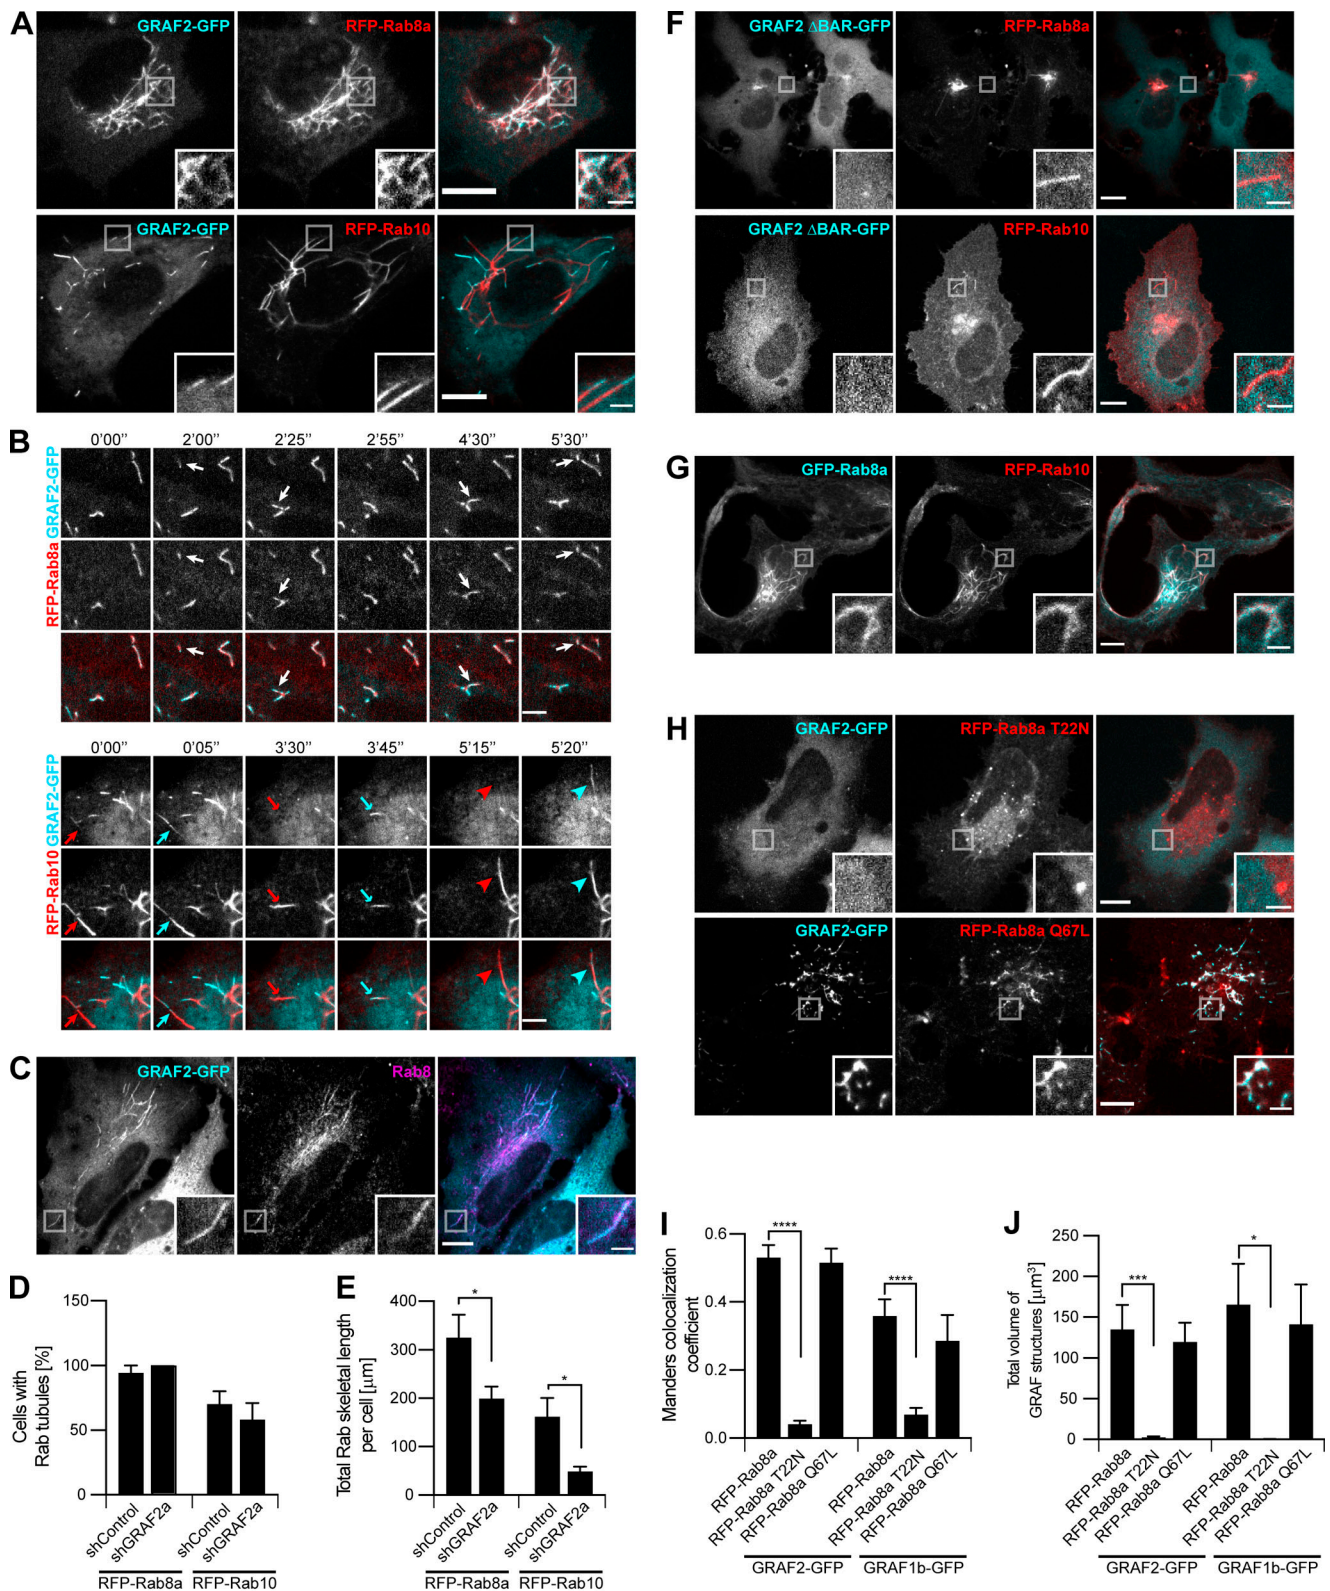 A
GRAF2-GFP
RFP-Rab8a
GRAF2-GFP
RFP-Rab10
B
0'00'' 2'00'' 2'25'' 2'55'' 4'30'' 5'30''
GRAF2-GFP
RFP-Rab8a
0'00'' 0'05'' 3'30'' 3'45'' 5'15'' 5'20''
GRAF2-GFP
RFP-Rab10
C
GRAF2-GFP
Rab8
D
Cells with
Rab tubules [%]
150
100
50
0
shControl
shGRAF2a
shControl
shGRAF2a
RFP-Rab8a
RFP-Rab10
E
Total Rab skeletal length
per cell [μm]
400
300
200
100
0
*
*
shControl
shGRAF2a
shControl
shGRAF2a
RFP-Rab8a
RFP-Rab10
F
GRAF2 ΔBAR-GFP
RFP-Rab8a
GRAF2 ΔBAR-GFP
RFP-Rab10
G
GFP-Rab8a
RFP-Rab10
H
GRAF2-GFP
RFP-Rab8a T22N
GRAF2-GFP
RFP-Rab8a Q67L
I
Manders colocalization
coefficient
0.6
0.4
0.2
0.0
****
****
RFP-Rab8a
RFP-Rab8a T22N
RFP-Rab8a Q67L
RFP-Rab8a
RFP-Rab8a T22N
RFP-Rab8a Q67L
GRAF2-GFP
GRAF1b-GFP
J
Total volume of
GRAF structures [μm³]
250
200
150
100
50
0
***
*
RFP-Rab8a
RFP-Rab8a T22N
RFP-Rab8a Q67L
RFP-Rab8a
RFP-Rab8a T22N
RFP-Rab8a Q67L
GRAF2-GFP
GRAF1b-GFP